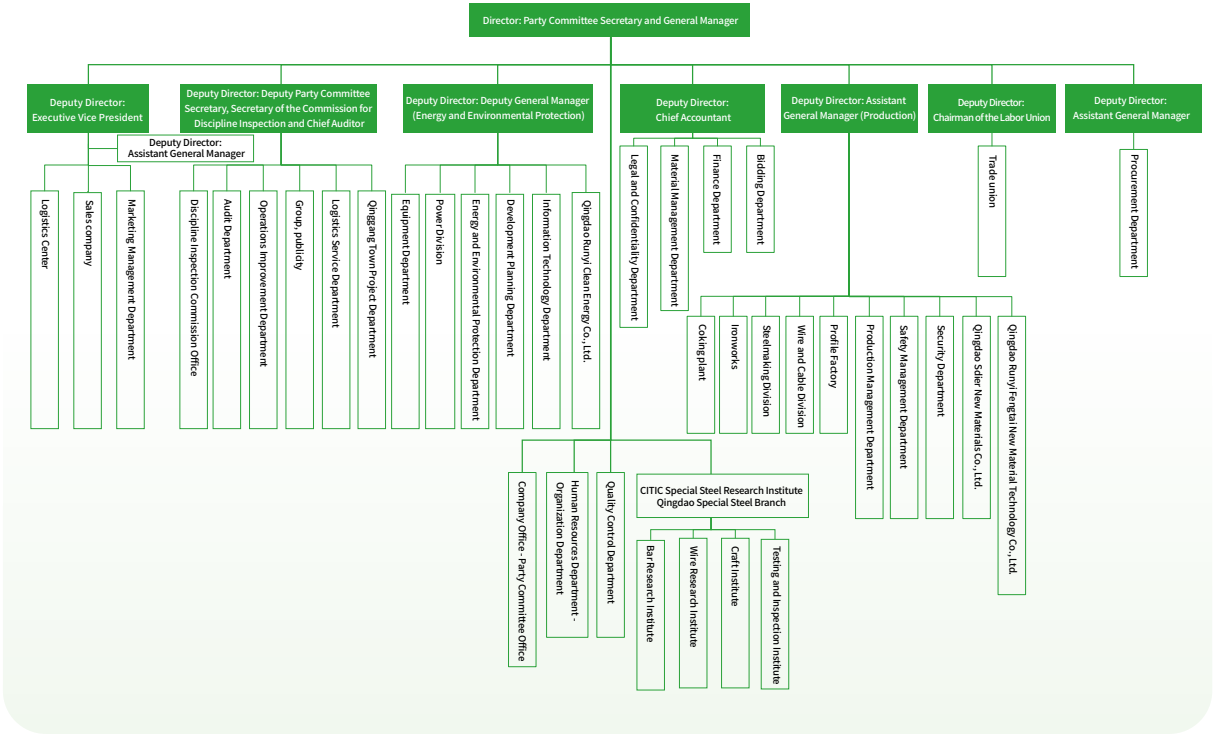 Director: Party Committee Secretary and General Manager
Deputy Director:
Executive Vice President
Deputy Director: Deputy Party Committee
Secretary, Secretary of the Commission for
Discipline Inspection and Chief Auditor
Deputy Director: Deputy General Manager
(Energy and Environmental Protection)
Deputy Director:
Chief Accountant
Deputy Director: Assistant
General Manager (Production)
Deputy Director:
Chairman of the Labor Union
Deputy Director:
Assistant General Manager
Deputy Director:
Assistant General Manager
Logistics Center
Sales company
Marketing Management Department
Discipline Inspection Commission Office
Audit Department
Operations Improvement Department
Group, publicity
Logistics Service Department
Qinggang Town Project Department
Equipment Department
Power Division
Energy and Environmental Protection Department
Development Planning Department
Information Technology Department
Qingdao Runyi Clean Energy Co., Ltd.
Legal and Confidentiality Department
Material Management Department
Finance Department
Bidding Department
Trade union
Procurement Department
Coking plant
Ironworks
Steelmaking Division
Wire and Cable Division
Profile Factory
Production Management Department
Safety Management Department
Security Department
Qingdao Sdier New Materials Co., Ltd.
Qingdao Runyi Fengtai New Material Technology Co., Ltd.
Company Office - Party Committee Office
Human Resources Department -
Organization Department
Quality Control Department
CITIC Special Steel Research Institute
Qingdao Special Steel Branch
Bar Research Institute
Wire Research Institute
Craft Institute
Testing and Inspection Institute